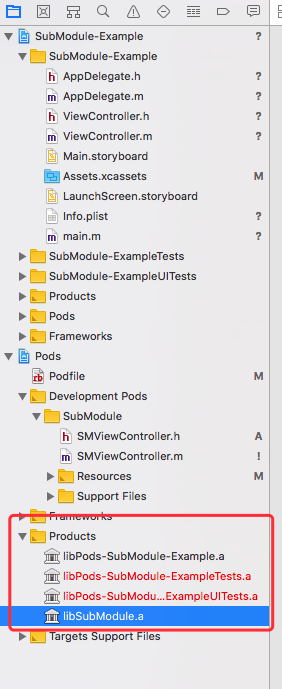 SubModule-Example ?
SubModule-Example
AppDelegate.h ?
AppDelegate.m ?
ViewController.h ?
ViewController.m ?
Main.storyboard
Assets.xcassets M
LaunchScreen.storyboard
Info.plist ?
main.m ?
SubModule-ExampleTests
SubModule-ExampleUITests
Products
Pods
Frameworks
Pods
Podfile M
Development Pods
SubModule
SMViewController.h A
SMViewController.m !
Resources M
Support Files
Frameworks
Products
libPods-SubModule-Example.a
libPods-SubModule-ExampleTests.a
libPods-SubModu...ExampleUITests.a
libSubModule.a
Targets Support Files